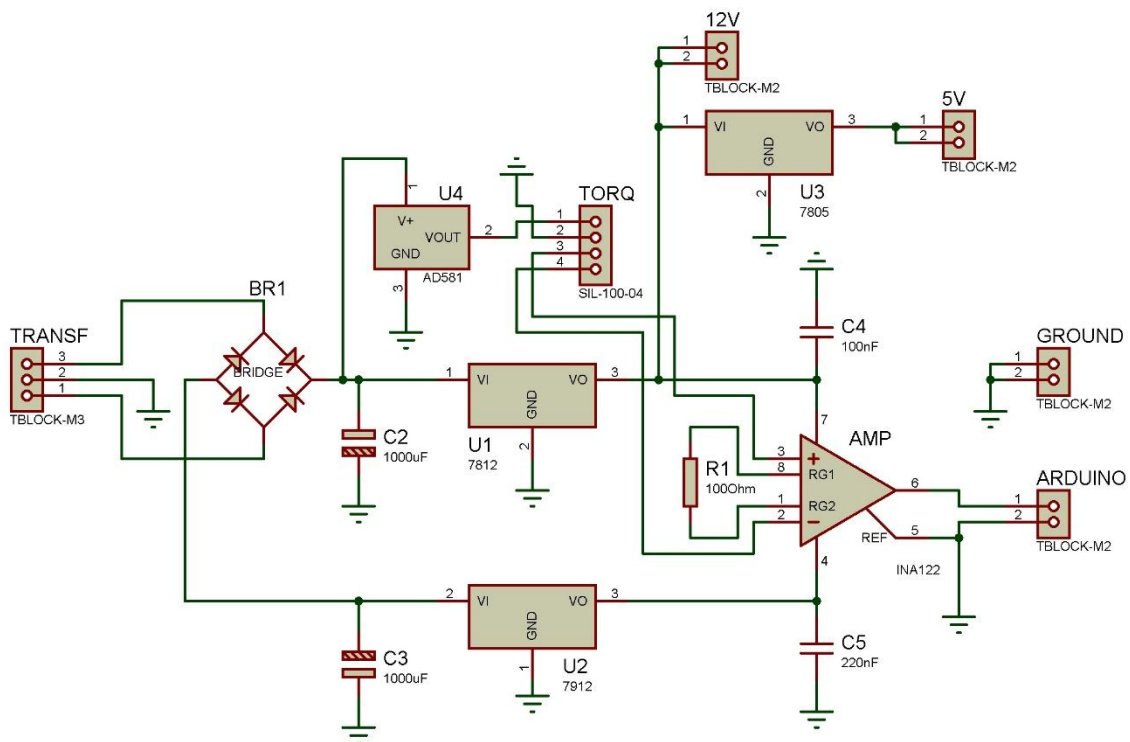 12V
1
2
TBLOCK-M2
5V
1
2
TBLOCK-M2
1
VI
VO
3
GND
2
U3
7805
U4
1
V+
VOUT
2
GND
AD581
3
TORQ
1
2
3
4
SIL-100-04
BR1
BRIDGE
TRANSF
3
2
1
TBLOCK-M3
C4
100nF
GROUND
1
2
TBLOCK-M2
1
VI
VO
3
GND
2
U1
7812
C2
1000uF
R1
100Ohm
AMP
7
3
+
8
RG1
1
RG2
2
−
6
REF
5
4
INA122
ARDUINO
1
2
TBLOCK-M2
2
VI
VO
3
GND
1
U2
7912
C3
1000uF
C5
220nF